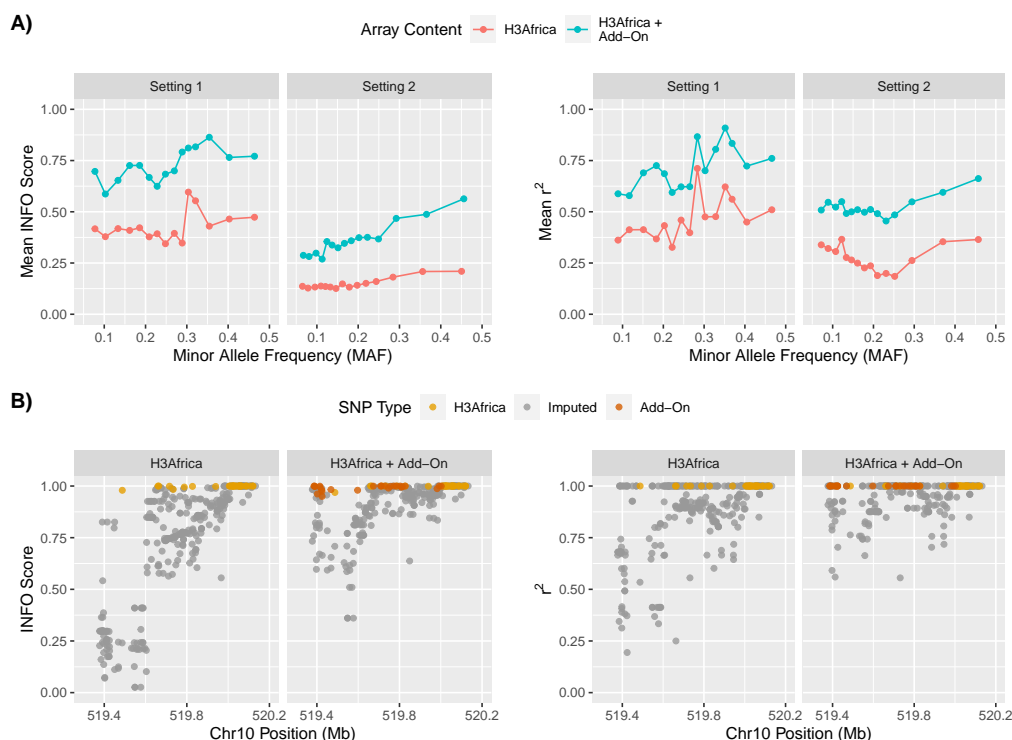 A)
Array Content H3Africa H3Africa +
Add−On
Setting 1 Setting 2
1.00
0.75
0.50
0.25
0.00
Mean INFO Score
0.1 0.2 0.3 0.4 0.5 0.1 0.2 0.3 0.4 0.5
Minor Allele Frequency (MAF)
Setting 1 Setting 2
1.00
0.75
0.50
0.25
0.00
Mean r²
0.1 0.2 0.3 0.4 0.5 0.1 0.2 0.3 0.4 0.5
Minor Allele Frequency (MAF)
B)
SNP Type H3Africa Imputed Add−On
H3Africa H3Africa + Add−On
1.00
0.75
0.50
0.25
0.00
INFO Score
519.4 519.8 520.2 519.4 519.8 520.2
Chr10 Position (Mb)
H3Africa H3Africa + Add−On
1.00
0.75
0.50
0.25
0.00
r²
519.4 519.8 520.2 519.4 519.8 520.2
Chr10 Position (Mb)